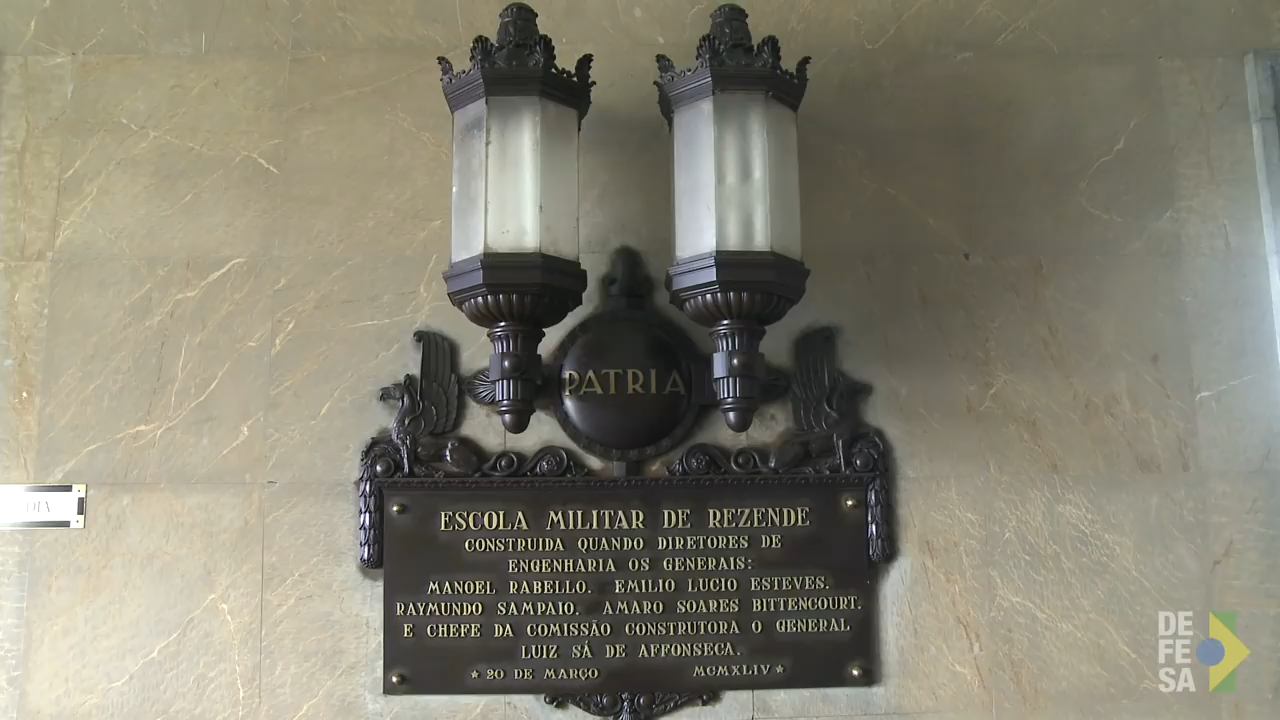 PATRIA
ESCOLA MILITAR DE REZENDE
CONSTRUIDA QUANDO DIRETORES DE
ENGENHARIA OS GENERAIS:
MANOEL RABELLO. EMILIO LUCIO ESTEVES.
RAYMUNDO SAMPAIO. AMARO SOARES BITTENCOURT.
E CHEFE DA COMISSÃO CONSTRUTORA O GENERAL
LUIZ SÁ DE AFFONSECA.
★ 20 DE MARÇO MCMXLIV ★
DIA
DE
FE
SA